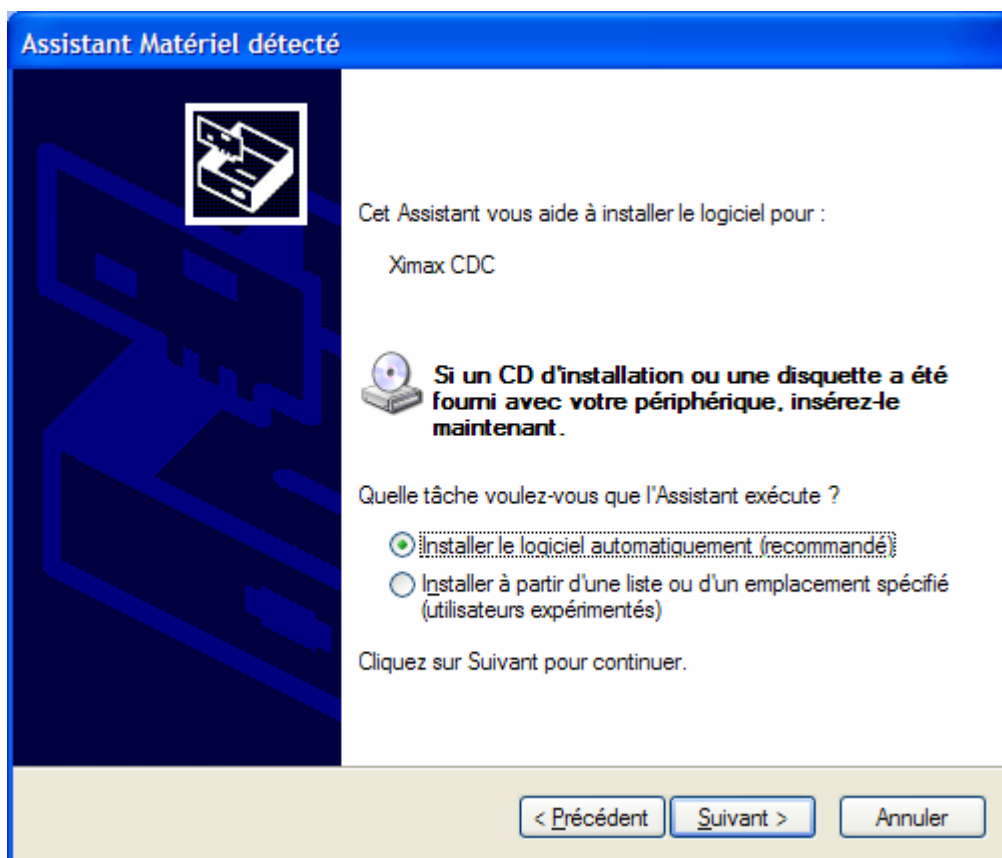 Assistant Matériel détecté
Cet Assistant vous aide à installer le logiciel pour :
Ximax CDC
Si un CD d'installation ou une disquette a été
fourni avec votre périphérique, insérez-le
maintenant.
Quelle tâche voulez-vous que l'Assistant exécute ?
Installer le logiciel automatiquement (recommandé)
Installer à partir d'une liste ou d'un emplacement spécifié
(utilisateurs expérimentés)
Cliquez sur Suivant pour continuer.
< Précédent Suivant > Annuler